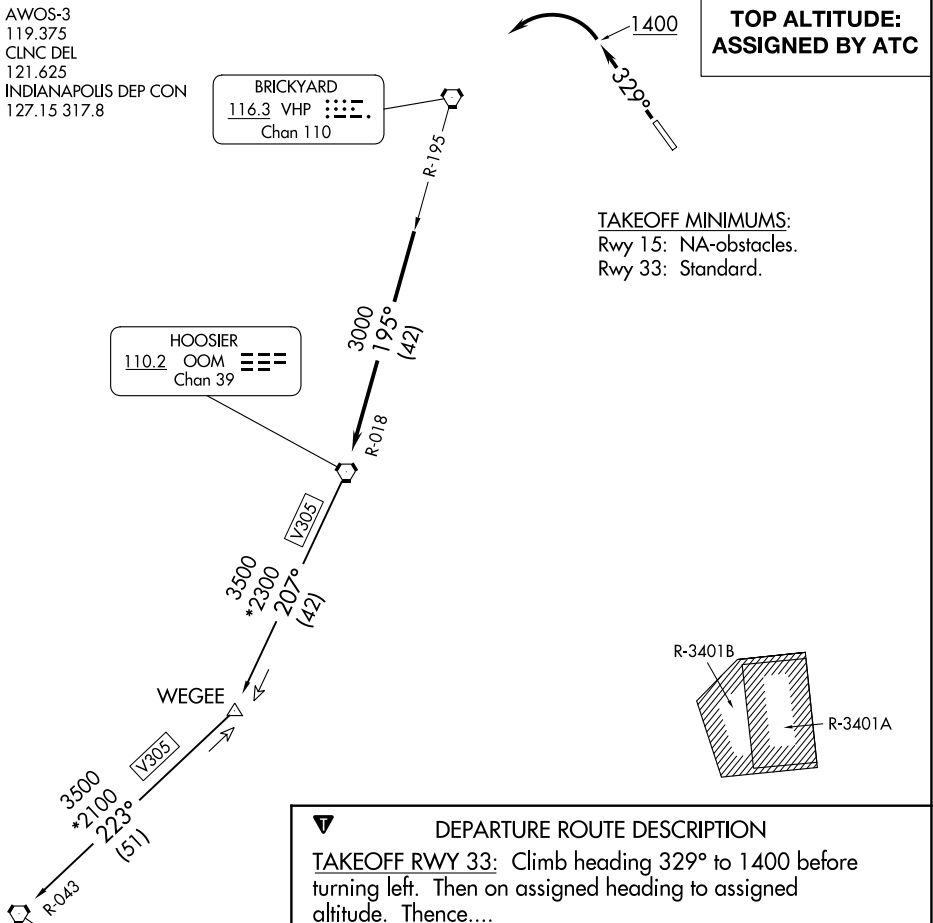 AWOS-3
119.375
CLNC DEL
121.625
INDIANAPOLIS DEP CON
127.15 317.8
BRICKYARD
116.3 VHP
Chan 110
1400
329°
TOP ALTITUDE:
ASSIGNED BY ATC
R-195
TAKEOFF MINIMUMS:
Rwy 15: NA-obstacles.
Rwy 33: Standard.
3000
195°
(42)
HOOSIER
110.2 OOM
Chan 39
R-018
V305
3500
*2300
207°
(42)
WEGEE
R-3401B
R-3401A
V305
3500
*2100
223°
(51)
R-043
T
DEPARTURE ROUTE DESCRIPTION
TAKEOFF RWY 33: Climb heading 329° to 1400 before
turning left. Then on assigned heading to assigned
altitude. Thence....